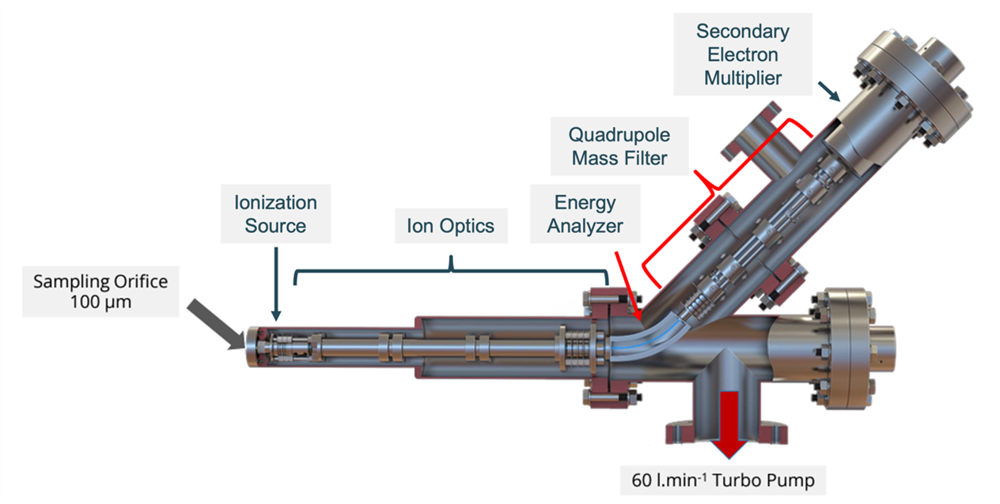 Secondary
Electron
Multiplier
Quadrupole
Mass Filter
Energy
Analyzer
Ion Optics
Ionization
Source
Sampling Orifice
100 µm
60 l.min⁻¹ Turbo Pump